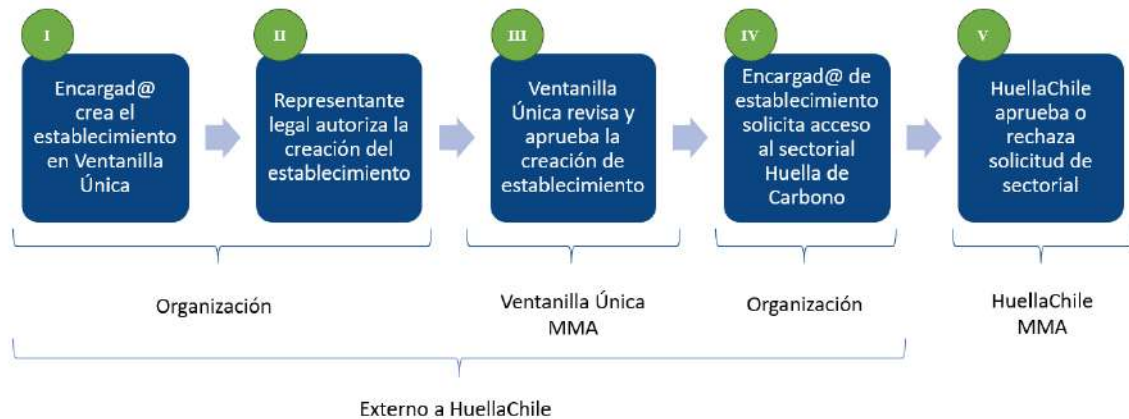 I
II
III
IV
V
Encargad@
crea el
establecimiento
en Ventanilla
Única
Representante
legal autoriza la
creación del
establecimiento
Ventanilla
Única revisa y
aprueba la
creación de
establecimiento
Encargad@ de
establecimiento
solicita acceso
al sectorial
Huella de
Carbono
HuellaChile
aprueba o
rechaza
solicitud de
sectorial
Organización
Ventanilla Única
MMA
Organización
HuellaChile
MMA
Externo a HuellaChile